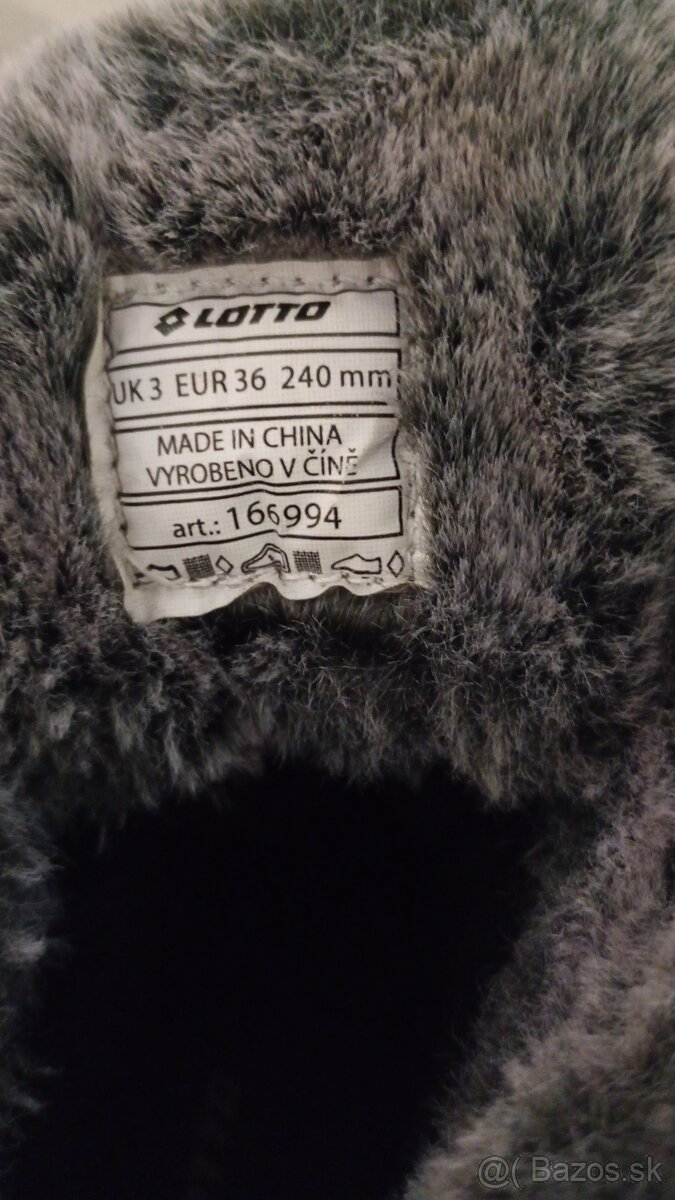 LOTTO
UK 3 EUR 36 240 mm
MADE IN CHINA
VYROBENO V ČÍNĚ
art.: 166994
@( Bazos.sk